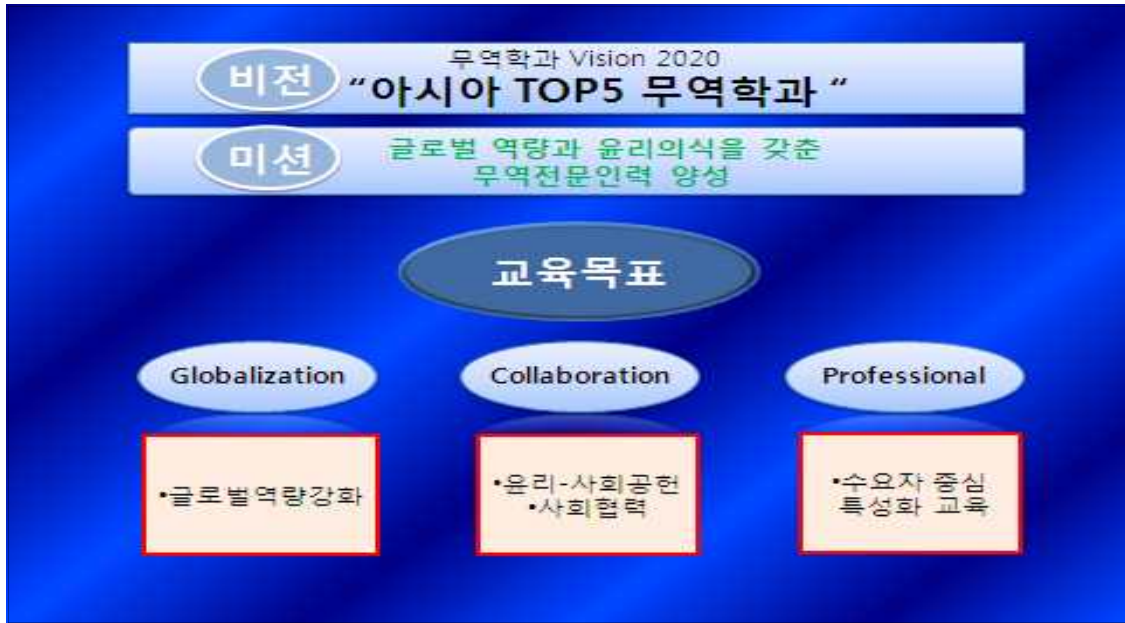 비전
무역학과 Vision 2020
“아시아 TOP5 무역학과 “
미션
글로벌 역량과 윤리의식을 갖춘
무역전문인력 양성
교육목표
Globalization
Collaboration
Professional
•글로벌역량강화
•윤리-사회공헌
•사회협력
•수요자 중심
특성화 교육